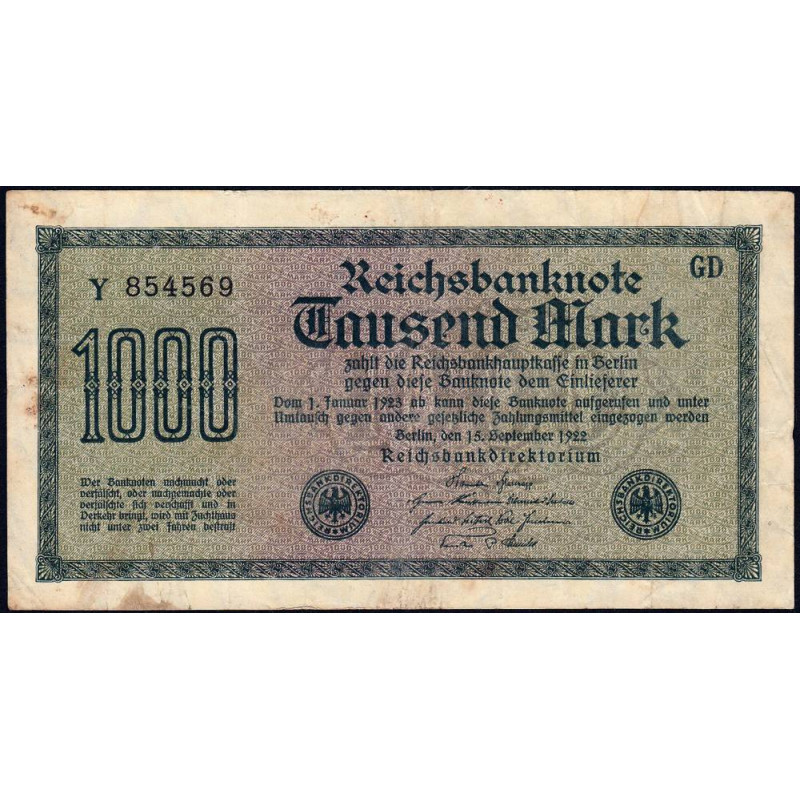 Y 854569
GD
1000
Reichsbanknote
Tausend Mark
zahlt die Reichsbankhauptkasse in Berlin
gegen diese Banknote dem Einlieferer
Vom 1. Januar 1923 ab kann diese Banknote aufgerufen und unter
Umtausch gegen andere gesetzliche Zahlungsmittel eingezogen werden
Berlin, den 15. September 1922
Reichsbankdirektorium
Wer Banknoten nachmacht oder
verfälscht, oder nachgemachte oder
verfälschte sich verschafft und in
Verkehr bringt, wird mit Zuchthaus
nicht unter zwei Jahren bestraft
REICHSBANKDIREKTORIUM
REICHSBANKDIREKTORIUM